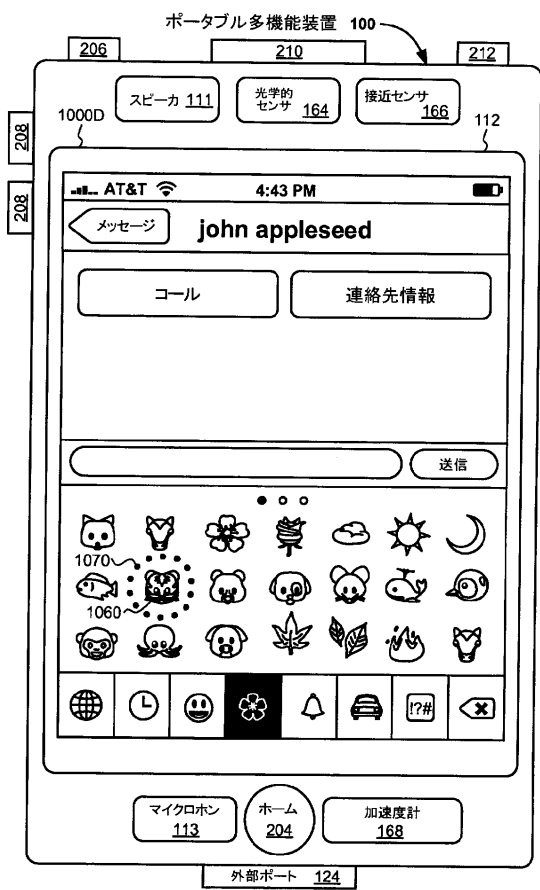 ポータブル多機能装置 100
206
210
212
スピーカ 111
光学的
センサ 164
接近センサ
166
1000D
112
208
208
AT&T
4:43 PM
メッセージ
john appleseed
コール
連絡先情報
送信
1070
1060
!?#
マイクロホン
113
ホーム
204
加速度計
168
外部ポート 124